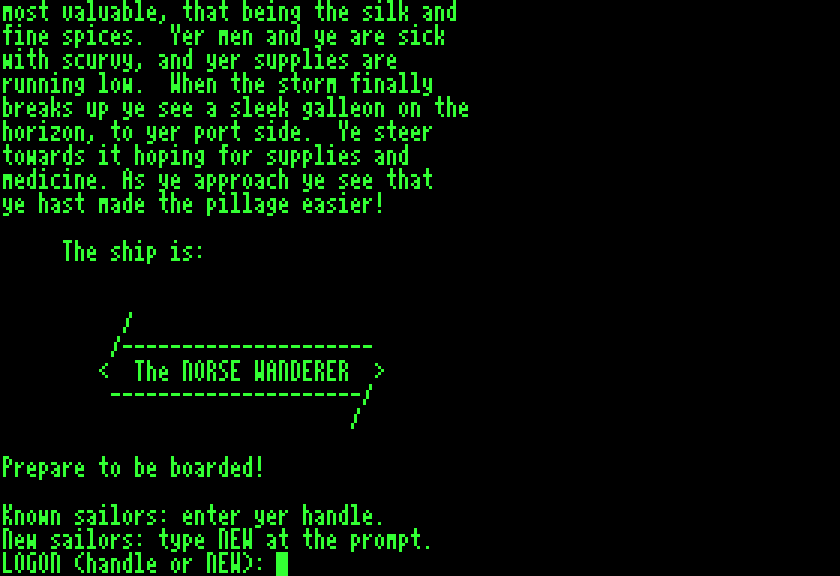 most valuable, that being the silk and
fine spices.  Yer men and ye are sick
with scurvy, and yer supplies are
running low.  When the storm finally
breaks up ye see a sleek galleon on the
horizon, to yer port side.  Ye steer
towards it hoping for supplies and
medicine. As ye approach ye see that
ye hast made the pillage easier!
The ship is:
/
/---------------------
<  The NORSE WANDERER  >
---------------------/
/
Prepare to be boarded!
Known sailors: enter yer handle.
New sailors: type NEW at the prompt.
LOGON (handle or NEW):